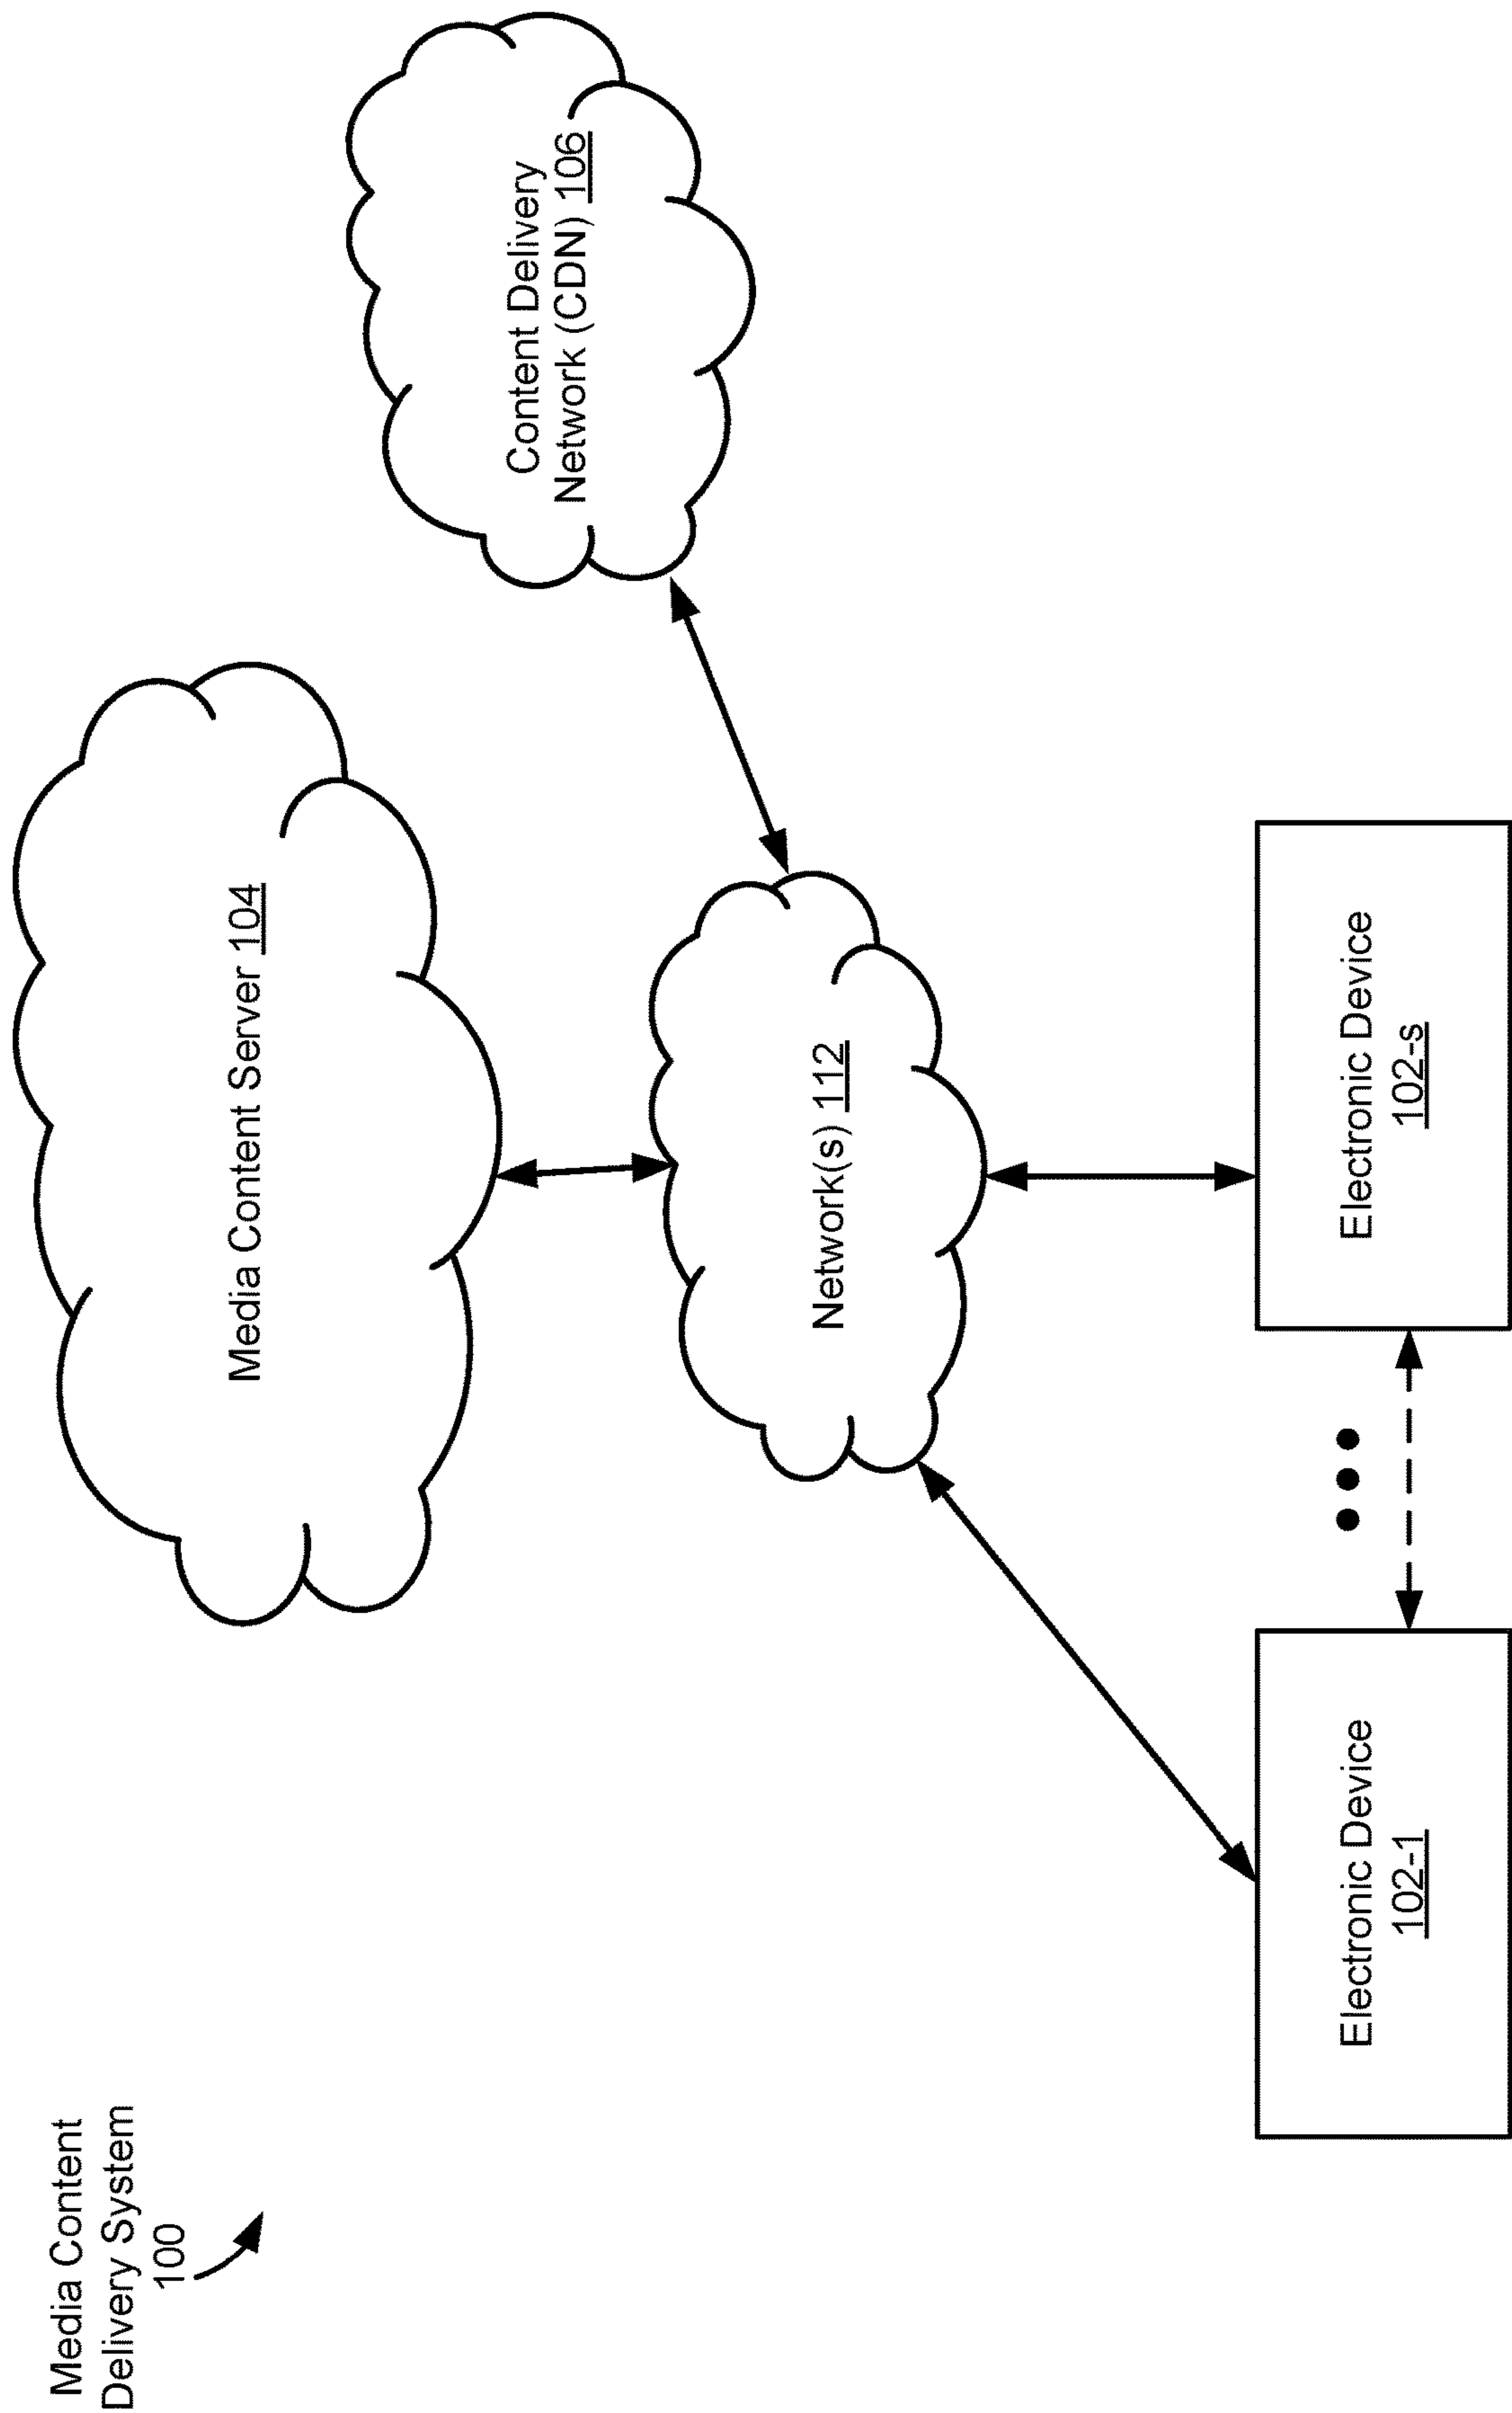 Media Content
Delivery System
100
Media Content Server 104
Content Delivery
Network (CDN) 106
Network(s) 112
Electronic Device
102-1
Electronic Device
102-s